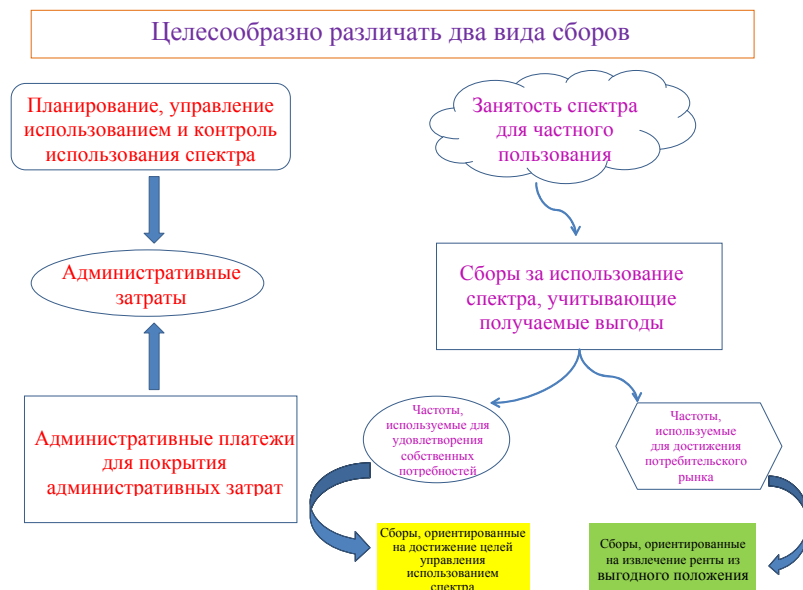 Целесообразно различать два вида сборов
Планирование, управление
использованием и контроль
использования спектра
Административные
затраты
Административные платежи
для покрытия
административных затрат
Занятость спектра
для частного
пользования
Сборы за использование
спектра, учитывающие
получаемые выгоды
Частоты,
используемые для
удовлетворения
собственных
потребностей
Частоты,
используемые
для достижения
потребительского
рынка
Сборы, ориентированные
на достижение целей
управления
использованием
спектра
Сборы, ориентированные
на извлечение ренты из
выгодного положения